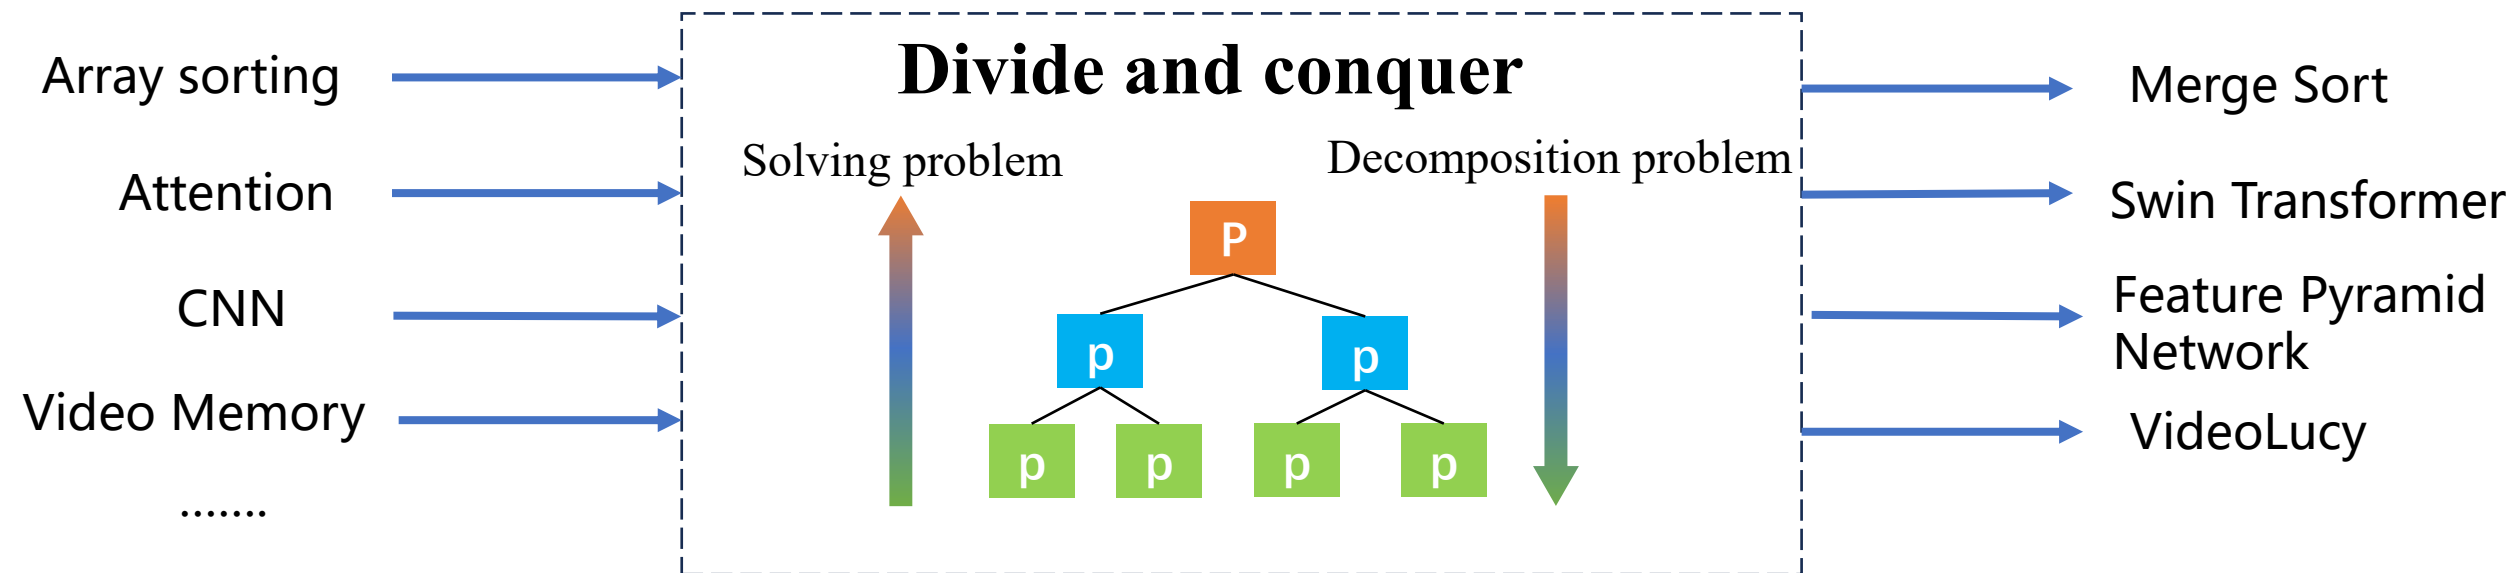 Array sorting
Attention
CNN
Video Memory
.......
Divide and conquer
Solving problem
Decomposition problem
P
p
p
p
p
p
p
Merge Sort
Swin Transformer
Feature Pyramid
Network
VideoLucy